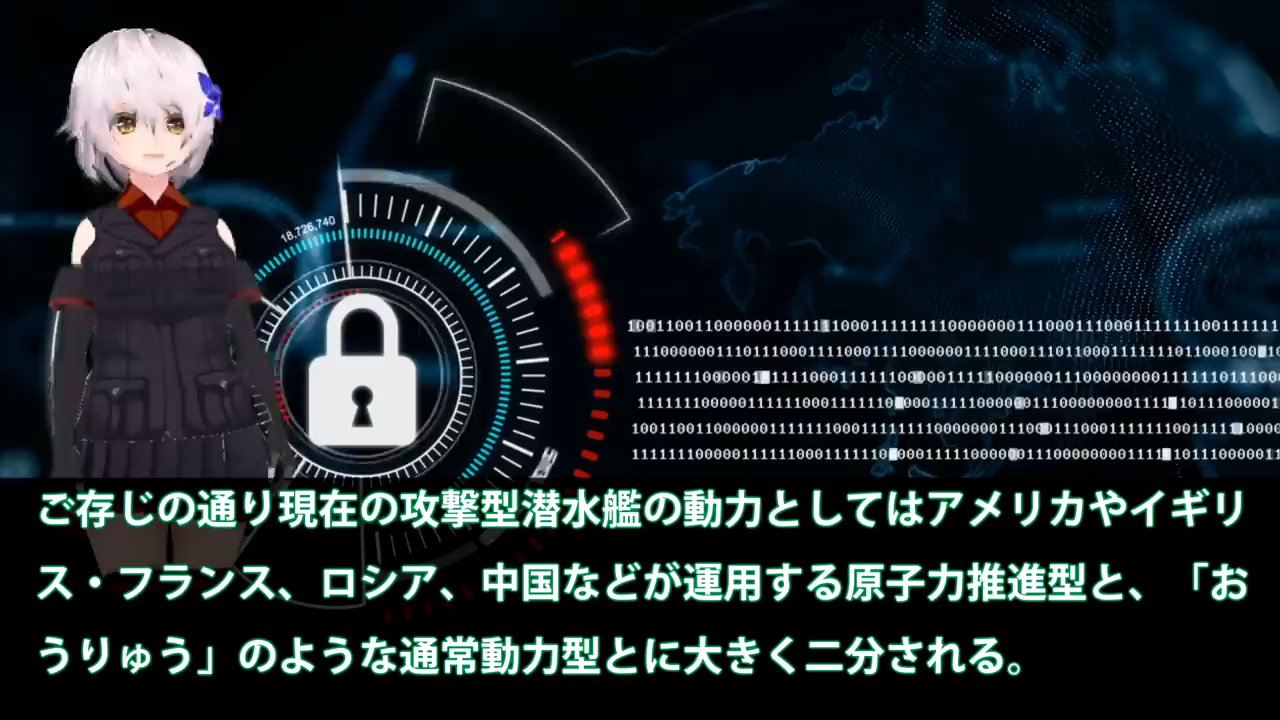 18,726,740
ご存じの通り現在の攻撃型潜水艦の動力としてはアメリカやイギリ
ス・フランス、ロシア、中国などが運用する原子力推進型と、「お
うりゅう」のような通常動力型とに大きく二分される。